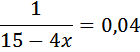 1/(15 − 4x) = 0,04